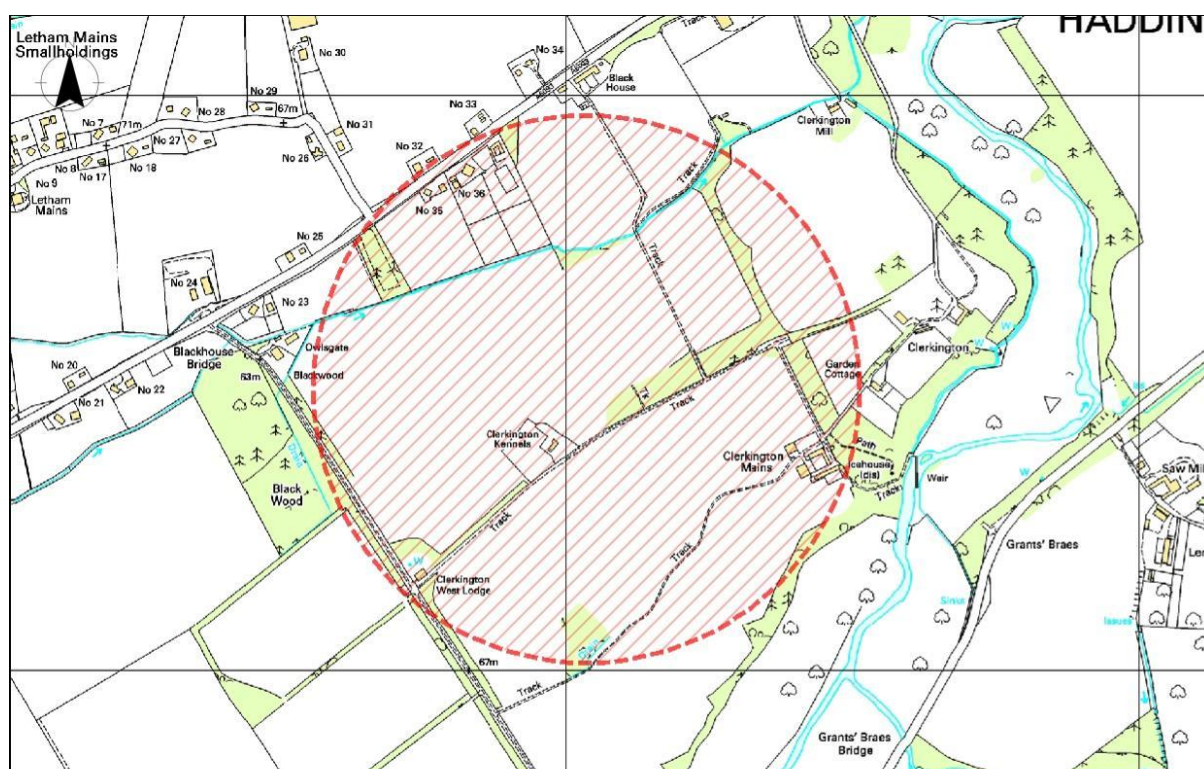 HADDIN
Letham Mains
Smallholdings
No 30
No 34
Black
House
No 29
67m
No 28
No 33
No 7
71m
No 27
No 31
Clerkington
Mill
No 26
No 32
No 8
No 18
No 17
No 9
Letham
Mains
No 35
No 36
Track
No 25
Track
No 24
No 23
Owlsgate
Blackhouse
Bridge
Blackwood
63m
No 20
No 22
No 21
W
W
Clerkington
Garden
Cottage
Track
Clerkington
Kennels
Clerkington
Mains
Path
Icehouse
(dis)
Track
Weir
W
Saw Mil
Black
Wood
Track
Track
Grants' Braes
W
Clerkington
West Lodge
Sinks
Issues
67m
Track
Grants' Braes
Bridge